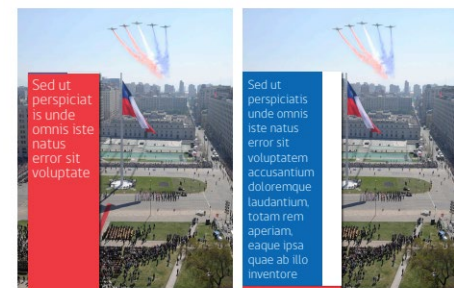 Sed ut
perspiciat
is unde
omnis iste
natus
error sit
voluptate
Sed ut
perspiciatis
unde omnis
iste natus
error sit
voluptatem
accusantium
doloremque
laudantium,
totam rem
aperiam,
eaque ipsa
quae ab illo
inventore